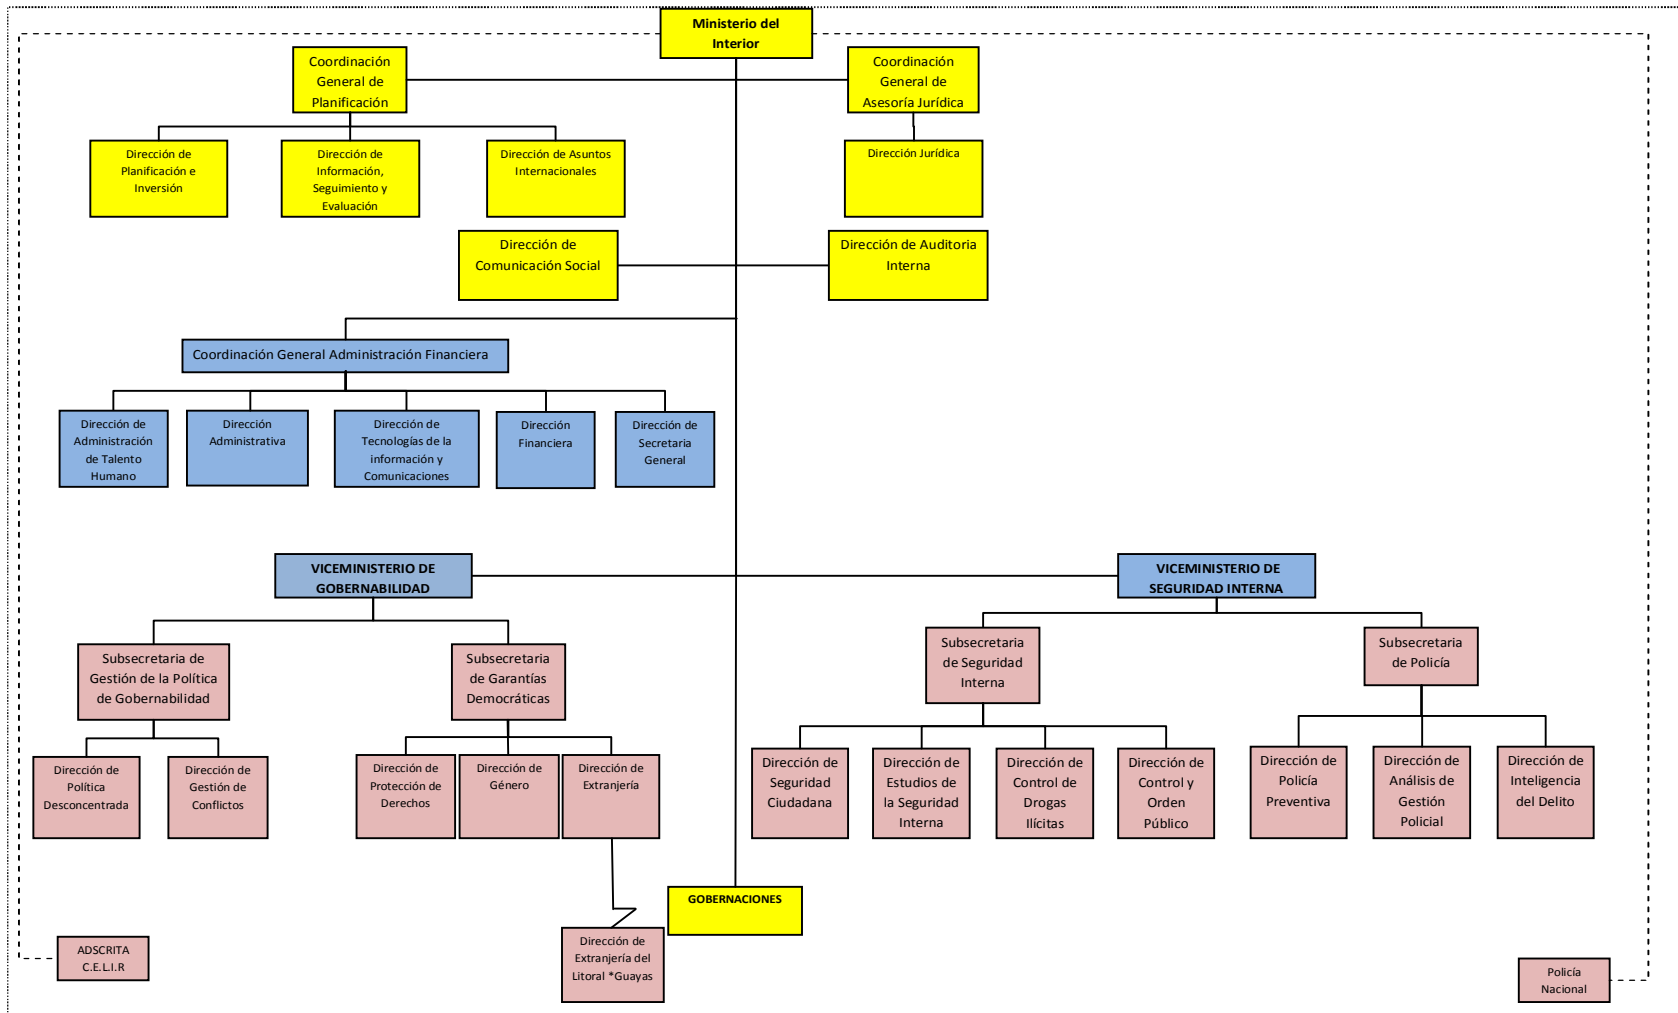 Ministerio del
Interior
Coordinación
General de
Planificación
Coordinación
General de
Asesoría Jurídica
Dirección de
Planificación e
Inversión
Dirección de
Información,
Seguimiento y
Evaluación
Dirección de Asuntos
Internacionales
Dirección Jurídica
Dirección de
Comunicación Social
Dirección de Auditoria
Interna
Coordinación General Administración Financiera
Dirección de
Administración
de Talento
Humano
Dirección
Administrativa
Dirección de
Tecnologías de la
información y
Comunicaciones
Dirección
Financiera
Dirección de
Secretaria
General
VICEMINISTERIO DE
GOBERNABILIDAD
VICEMINISTERIO DE
SEGURIDAD INTERNA
Subsecretaria de
Gestión de la Política
de Gobernabilidad
Subsecretaria
de Garantías
Democráticas
Subsecretaria
de Seguridad
Interna
Subsecretaria
de Policía
Dirección de
Política
Desconcentrada
Dirección de
Gestión de
Conflictos
Dirección de
Protección de
Derechos
Dirección de
Género
Dirección de
Extranjería
Dirección de
Seguridad
Ciudadana
Dirección de
Estudios de
la Seguridad
Interna
Dirección de
Control de
Drogas
Ilícitas
Dirección de
Control y
Orden
Público
Dirección de
Policía
Preventiva
Dirección de
Análisis de
Gestión
Policial
Dirección de
Inteligencia
del Delito
GOBERNACIONES
ADSCRITA
C.E.L.I.R
Dirección de
Extranjería del
Litoral *Guayas
Policía
Nacional